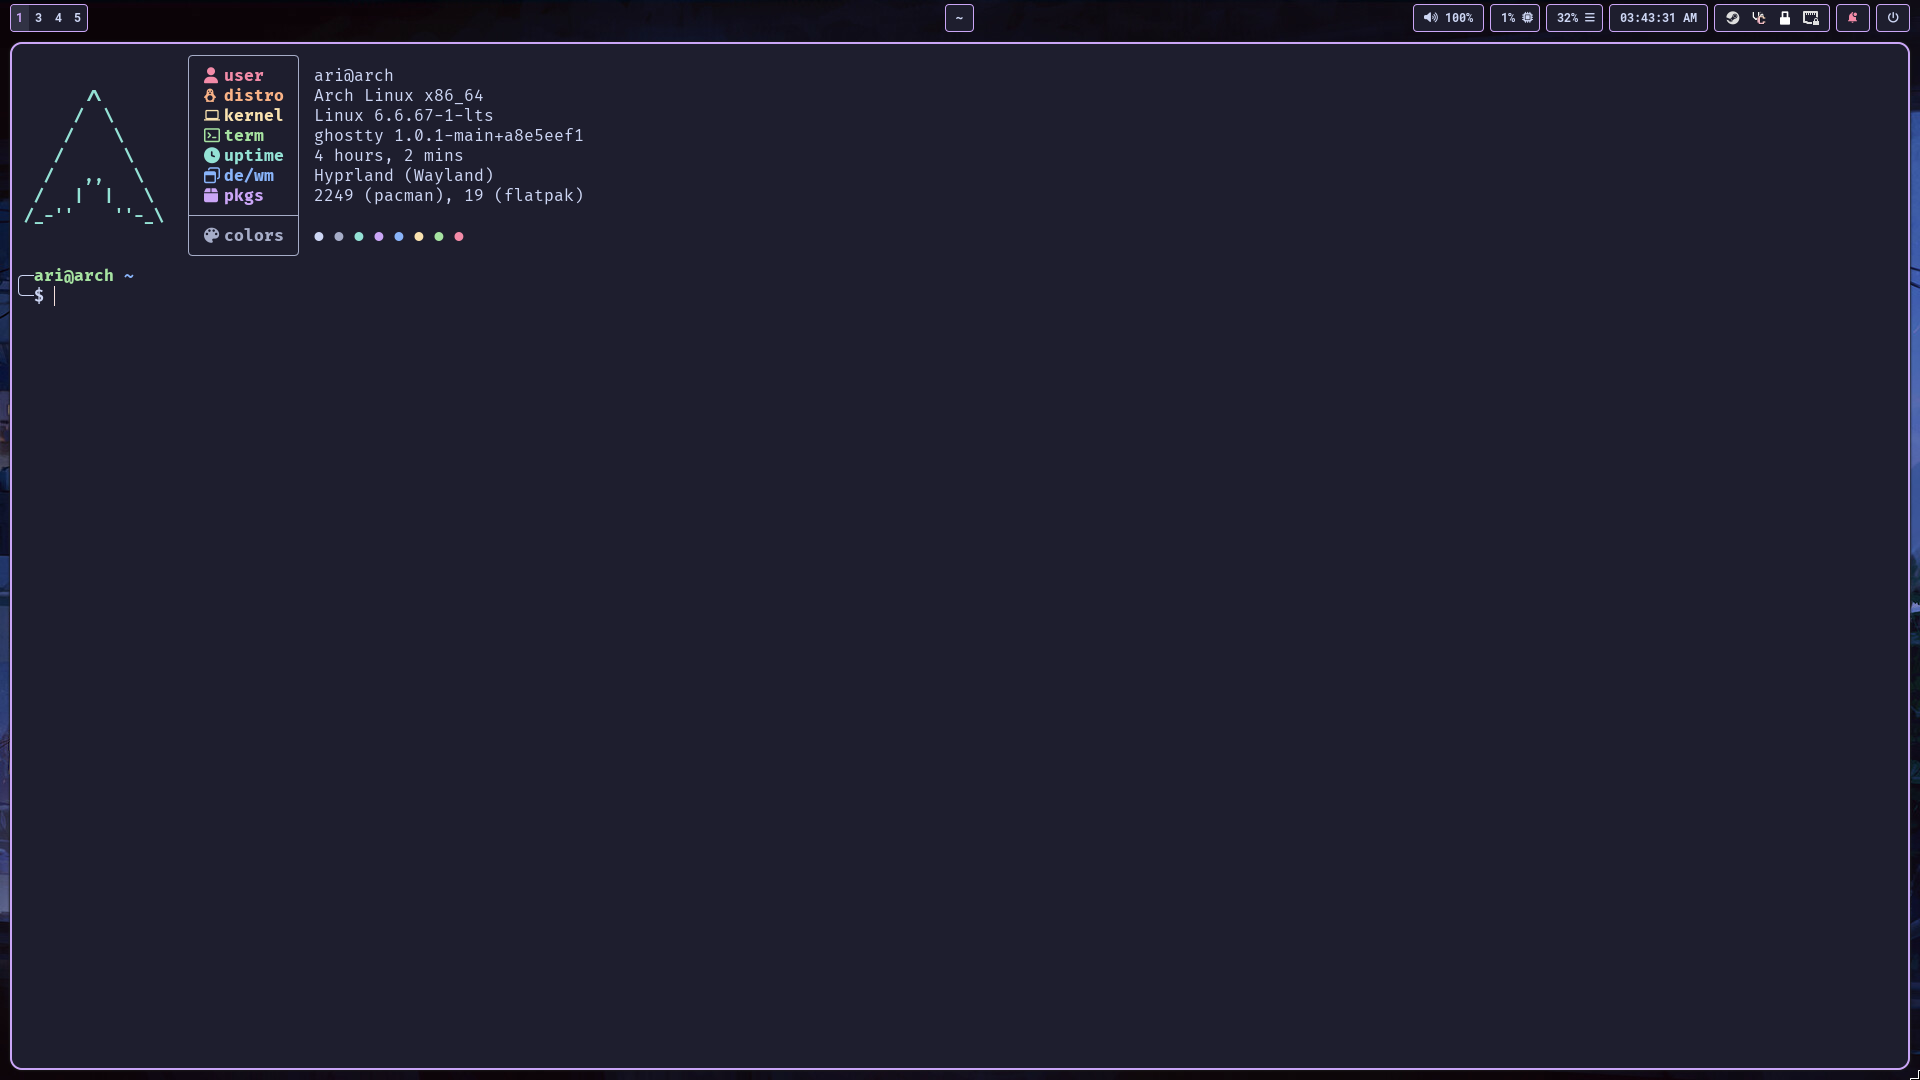 1 3 4 5
~
100%
1%
32%
03:43:31 AM
user ari@arch
distro Arch Linux x86_64
kernel Linux 6.6.67-1-lts
term ghostty 1.0.1-main+a8e5eef1
uptime 4 hours, 2 mins
de/wm Hyprland (Wayland)
pkgs 2249 (pacman), 19 (flatpak)
colors
ari@arch ~
$